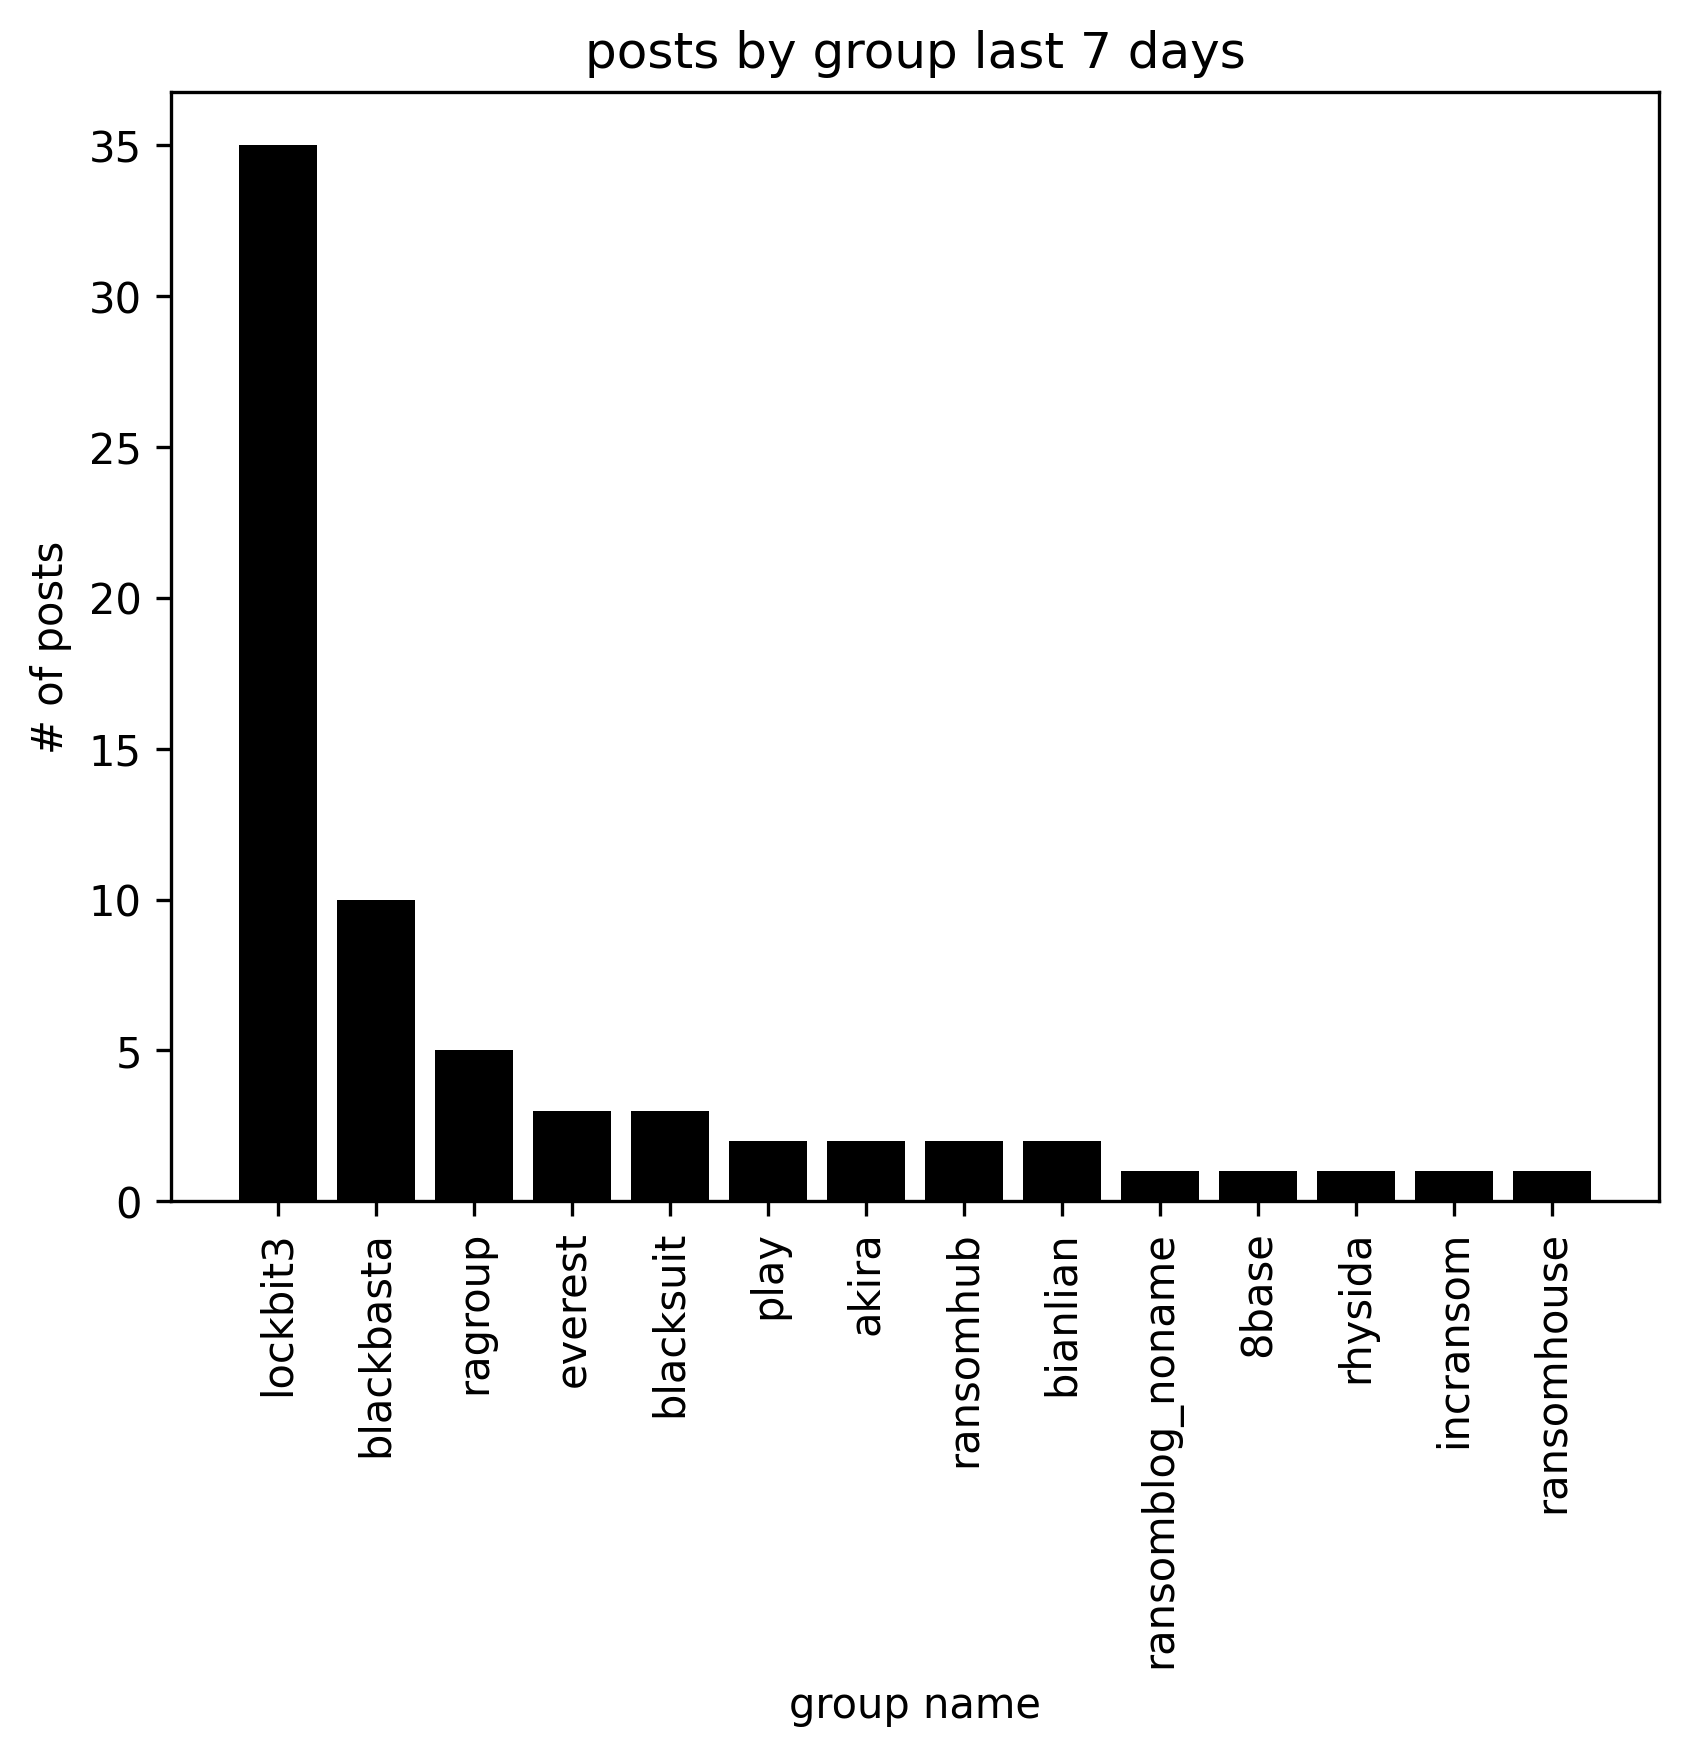 posts by group last 7 days
35
30
25
20
15
10
5
0
# of posts
lockbit3
blackbasta
ragroup
everest
blacksuit
play
akira
ransomhub
bianlian
ransomblog_noname
8base
rhysida
incransom
ransomhouse
group name